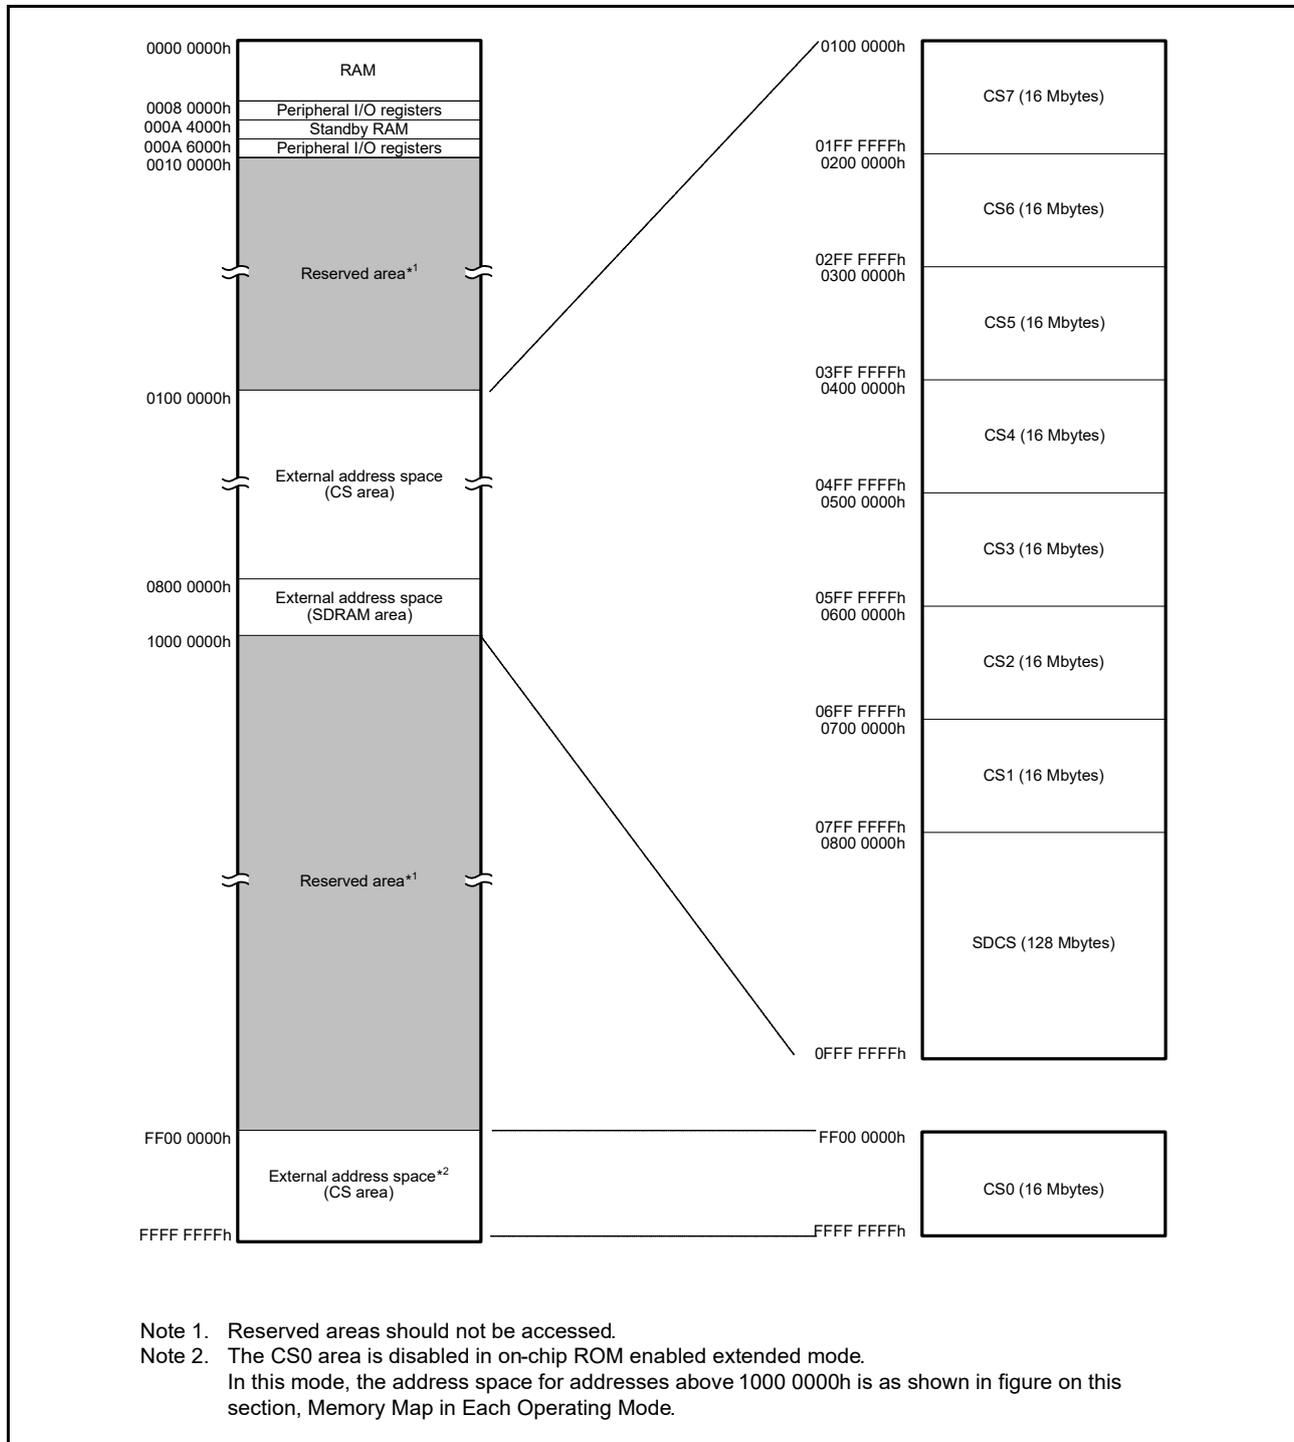 0000 0000h
RAM
0008 0000h
Peripheral I/O registers
000A 4000h
Standby RAM
000A 6000h
Peripheral I/O registers
0010 0000h
Reserved area*1
0100 0000h
External address space
(CS area)
0800 0000h
External address space
(SDRAM area)
1000 0000h
Reserved area*1
FF00 0000h
External address space*2
(CS area)
FFFF FFFFh
0100 0000h
CS7 (16 Mbytes)
01FF FFFFh
0200 0000h
CS6 (16 Mbytes)
02FF FFFFh
0300 0000h
CS5 (16 Mbytes)
03FF FFFFh
0400 0000h
CS4 (16 Mbytes)
04FF FFFFh
0500 0000h
CS3 (16 Mbytes)
05FF FFFFh
0600 0000h
CS2 (16 Mbytes)
06FF FFFFh
0700 0000h
CS1 (16 Mbytes)
07FF FFFFh
0800 0000h
SDCS (128 Mbytes)
0FFF FFFFh
FF00 0000h
CS0 (16 Mbytes)
FFFF FFFFh
Note 1. Reserved areas should not be accessed.
Note 2. The CS0 area is disabled in on-chip ROM enabled extended mode.
In this mode, the address space for addresses above 1000 0000h is as shown in figure on this
section, Memory Map in Each Operating Mode.